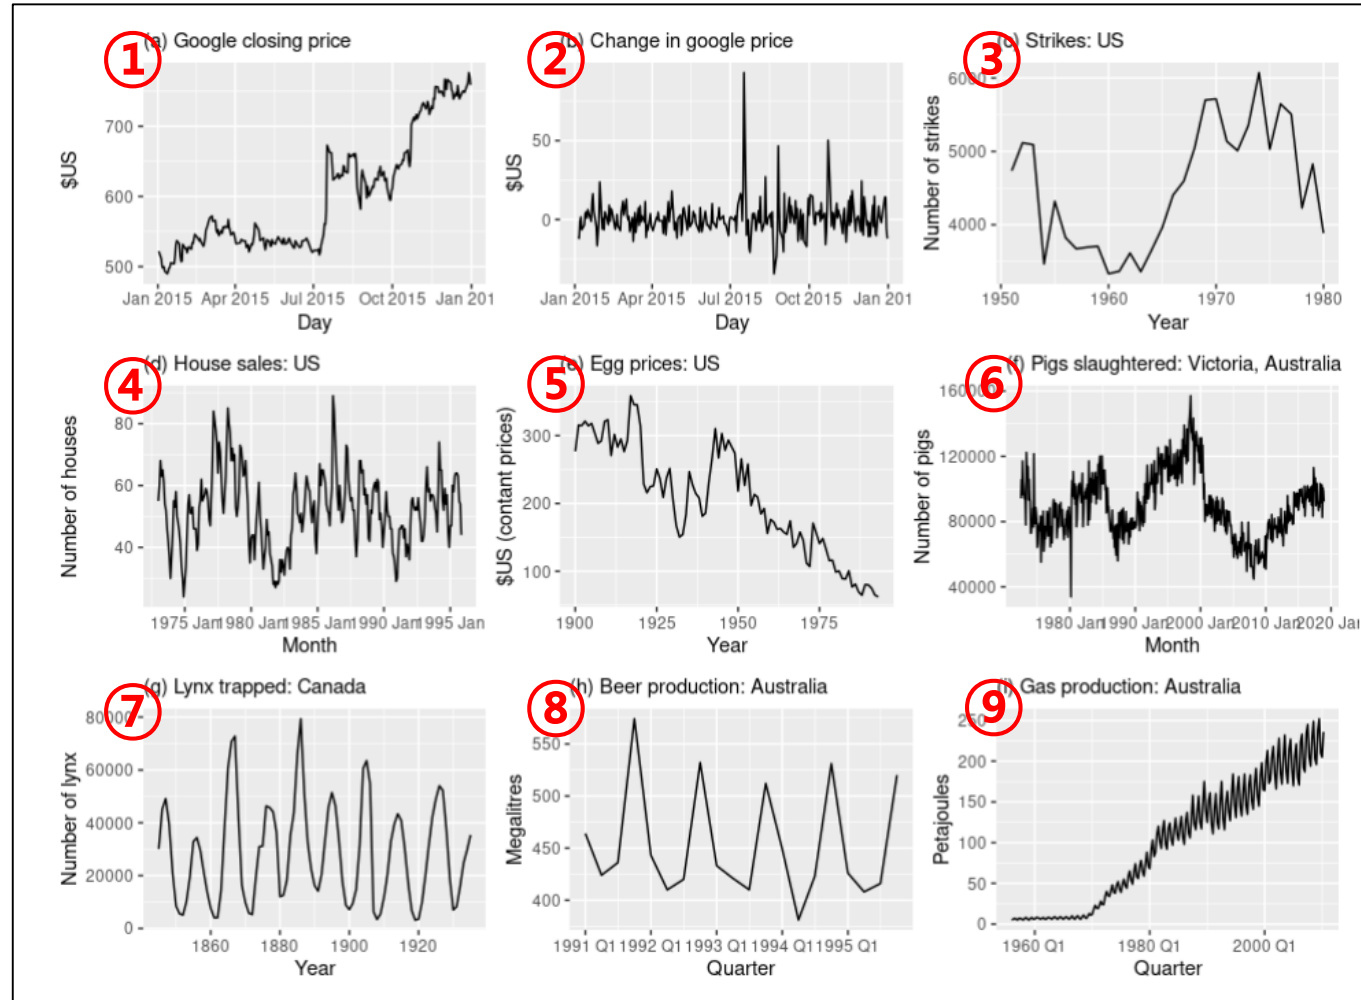 ① (a) Google closing price
$US
700
600
500
Jan 2015 Apr 2015 Jul 2015 Oct 2015 Jan 201
Day
② (b) Change in google price
$US
50
0
Jan 2015 Apr 2015 Jul 2015 Oct 2015 Jan 201
Day
③ (c) Strikes: US
Number of strikes
6000
5000
4000
1950 1960 1970 1980
Year
④ (d) House sales: US
Number of houses
80
60
40
1975 Jan 1980 Jan 1985 Jan 1990 Jan 1995 Jan
Month
⑤ (e) Egg prices: US
$US (contant prices)
300
200
100
1900 1925 1950 1975
Year
⑥ (f) Pigs slaughtered: Victoria, Australia
Number of pigs
160000
120000
80000
40000
1980 Jan 1990 Jan 2000 Jan 2010 Jan 2020 Jan
Month
⑦ (g) Lynx trapped: Canada
Number of lynx
80000
60000
40000
20000
0
1860 1880 1900 1920
Year
⑧ (h) Beer production: Australia
Megalitres
550
500
450
400
1991 Q1 1992 Q1 1993 Q1 1994 Q1 1995 Q1
Quarter
⑨ (i) Gas production: Australia
Petajoules
250
200
150
100
50
0
1960 Q1 1980 Q1 2000 Q1
Quarter